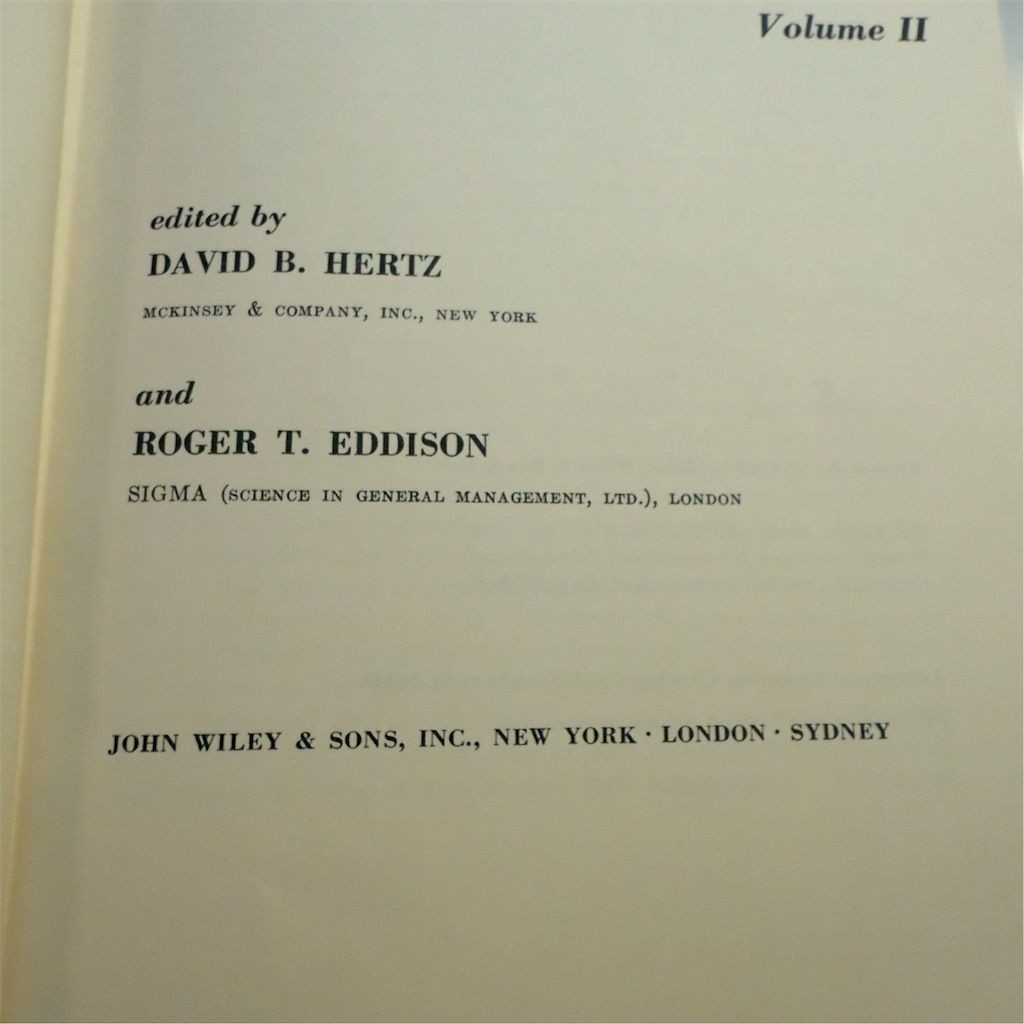 Volume II
edited by
DAVID B. HERTZ
MCKINSEY & COMPANY, INC., NEW YORK
and
ROGER T. EDDISON
SIGMA (SCIENCE IN GENERAL MANAGEMENT, LTD.), LONDON
JOHN WILEY & SONS, INC., NEW YORK · LONDON · SYDNEY